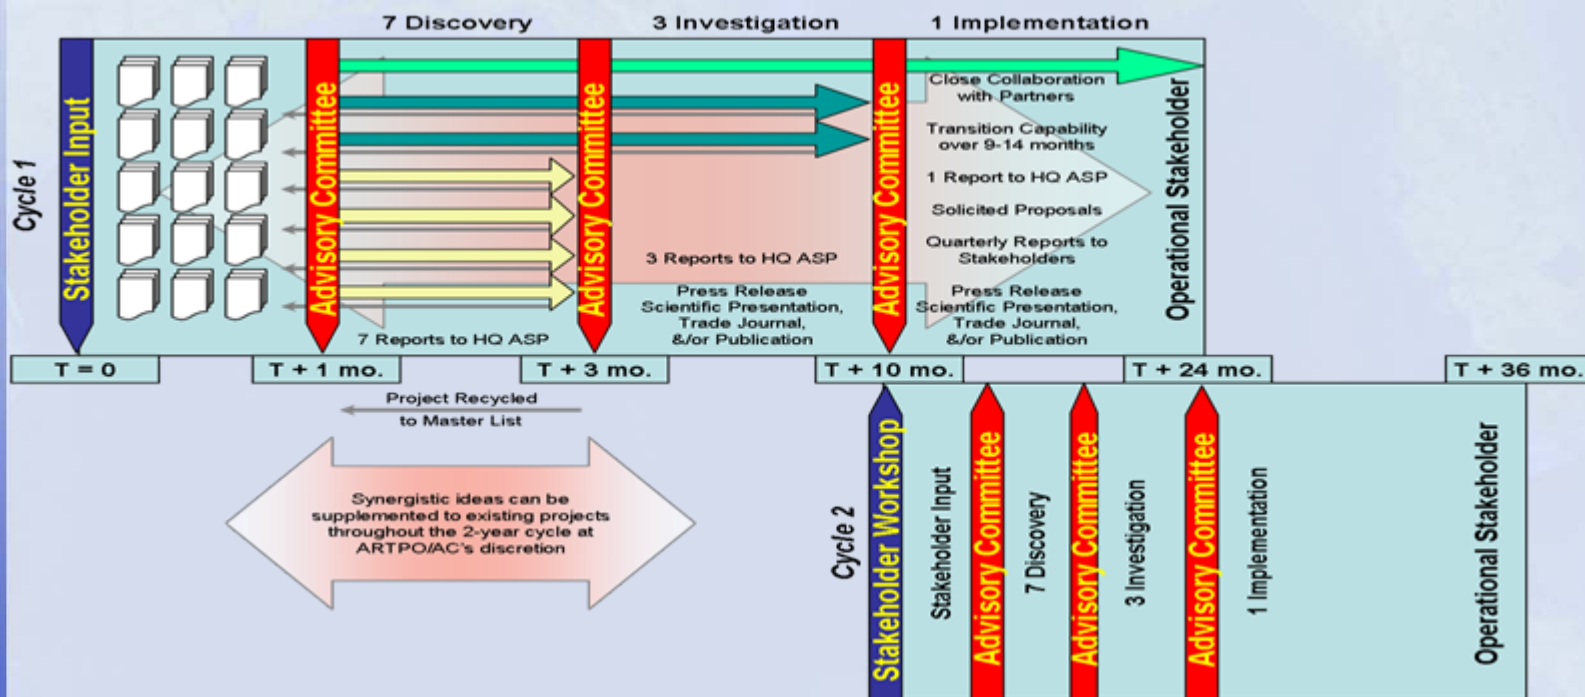 7 Discovery
3 Investigation
1 Implementation
Cycle 1
Stakeholder Input
Advisory Committee
Advisory Committee
Advisory Committee
Operational Stakeholder
Close Collaboration
with Partners
Transition Capability
over 9-14 months
1 Report to HQ ASP
Solicited Proposals
Quarterly Reports to
Stakeholders
Press Release
Scientific Presentation,
Trade Journal,
&/or Publication
3 Reports to HQ ASP
Press Release
Scientific Presentation,
Trade Journal,
&/or Publication
7 Reports to HQ ASP
T = 0
T + 1 mo.
T + 3 mo.
T + 10 mo.
T + 24 mo.
T + 36 mo.
Project Recycled
to Master List
Synergistic ideas can be
supplemented to existing projects
throughout the 2-year cycle at
ARTPO/AC's discretion
Cycle 2
Stakeholder Workshop
Stakeholder Input
Advisory Committee
7 Discovery
Advisory Committee
3 Investigation
Advisory Committee
1 Implementation
Operational Stakeholder